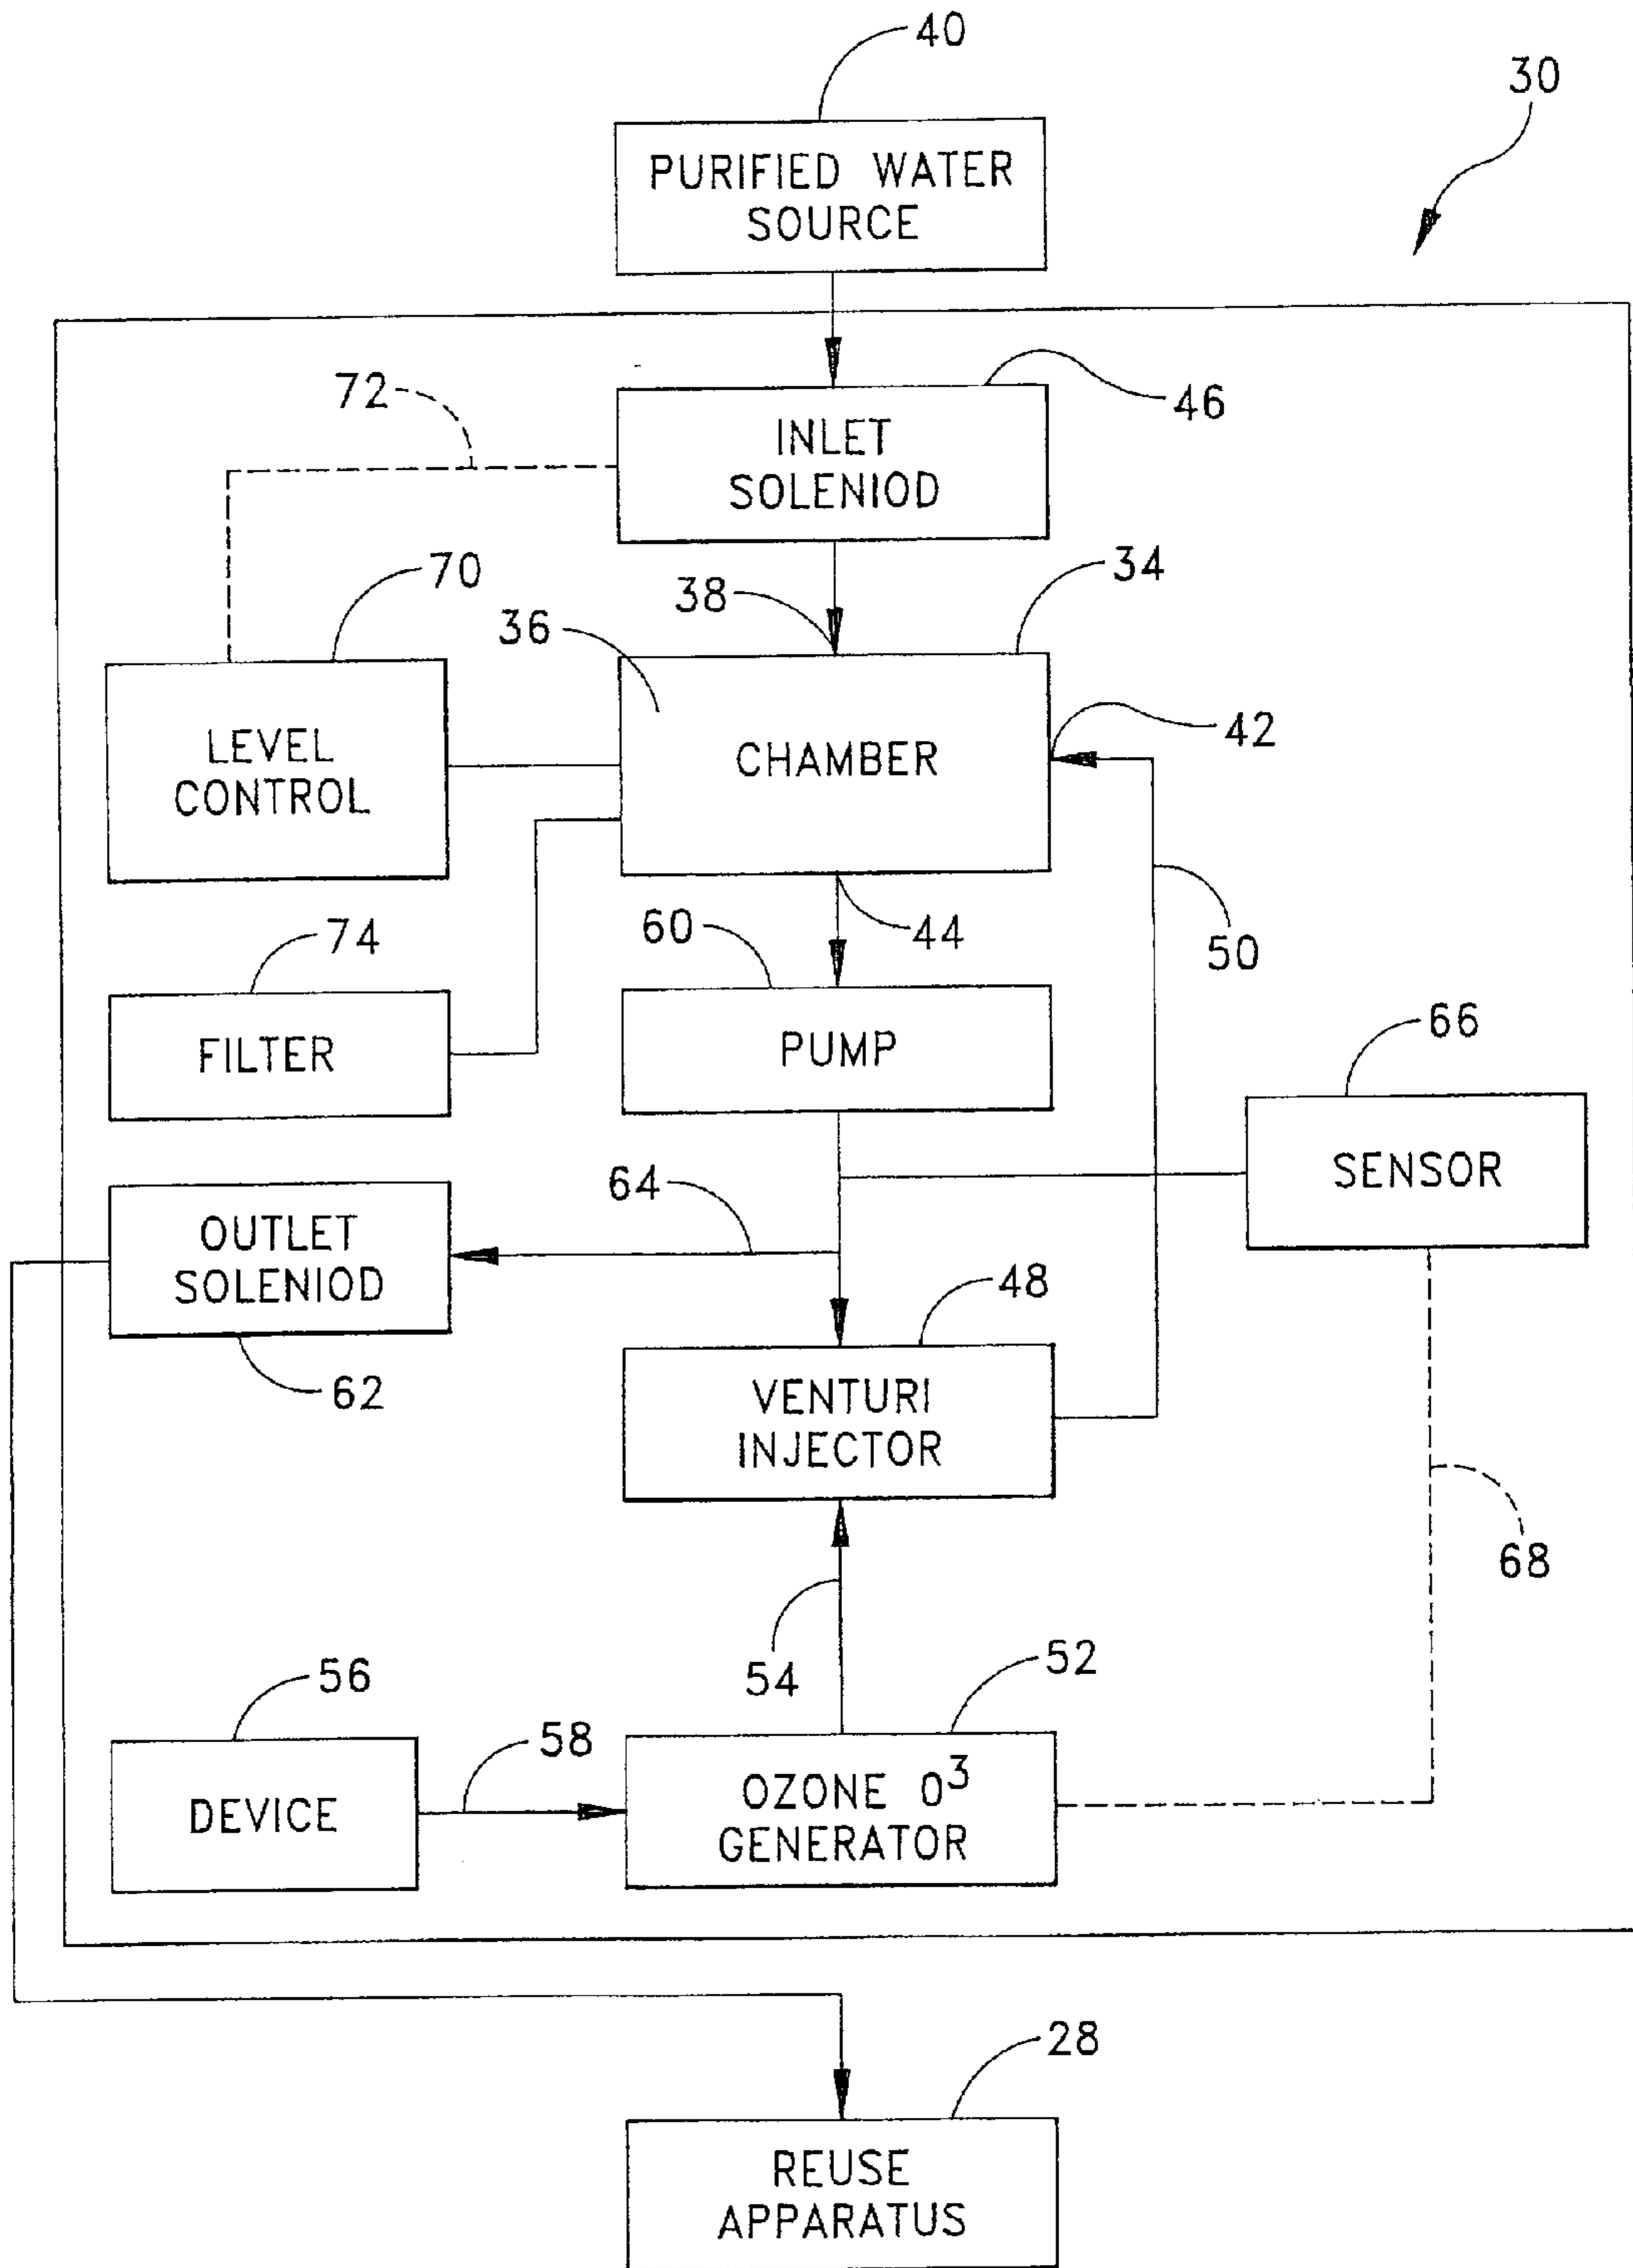 40
30
PURIFIED WATER
SOURCE
72
46
INLET
SOLENIOD
70
38
34
36
42
LEVEL
CONTROL
CHAMBER
74
60
44
50
FILTER
PUMP
66
SENSOR
64
OUTLET
SOLENIOD
48
62
VENTURI
INJECTOR
68
56
54
52
58
DEVICE
OZONE O³
GENERATOR
28
REUSE
APPARATUS